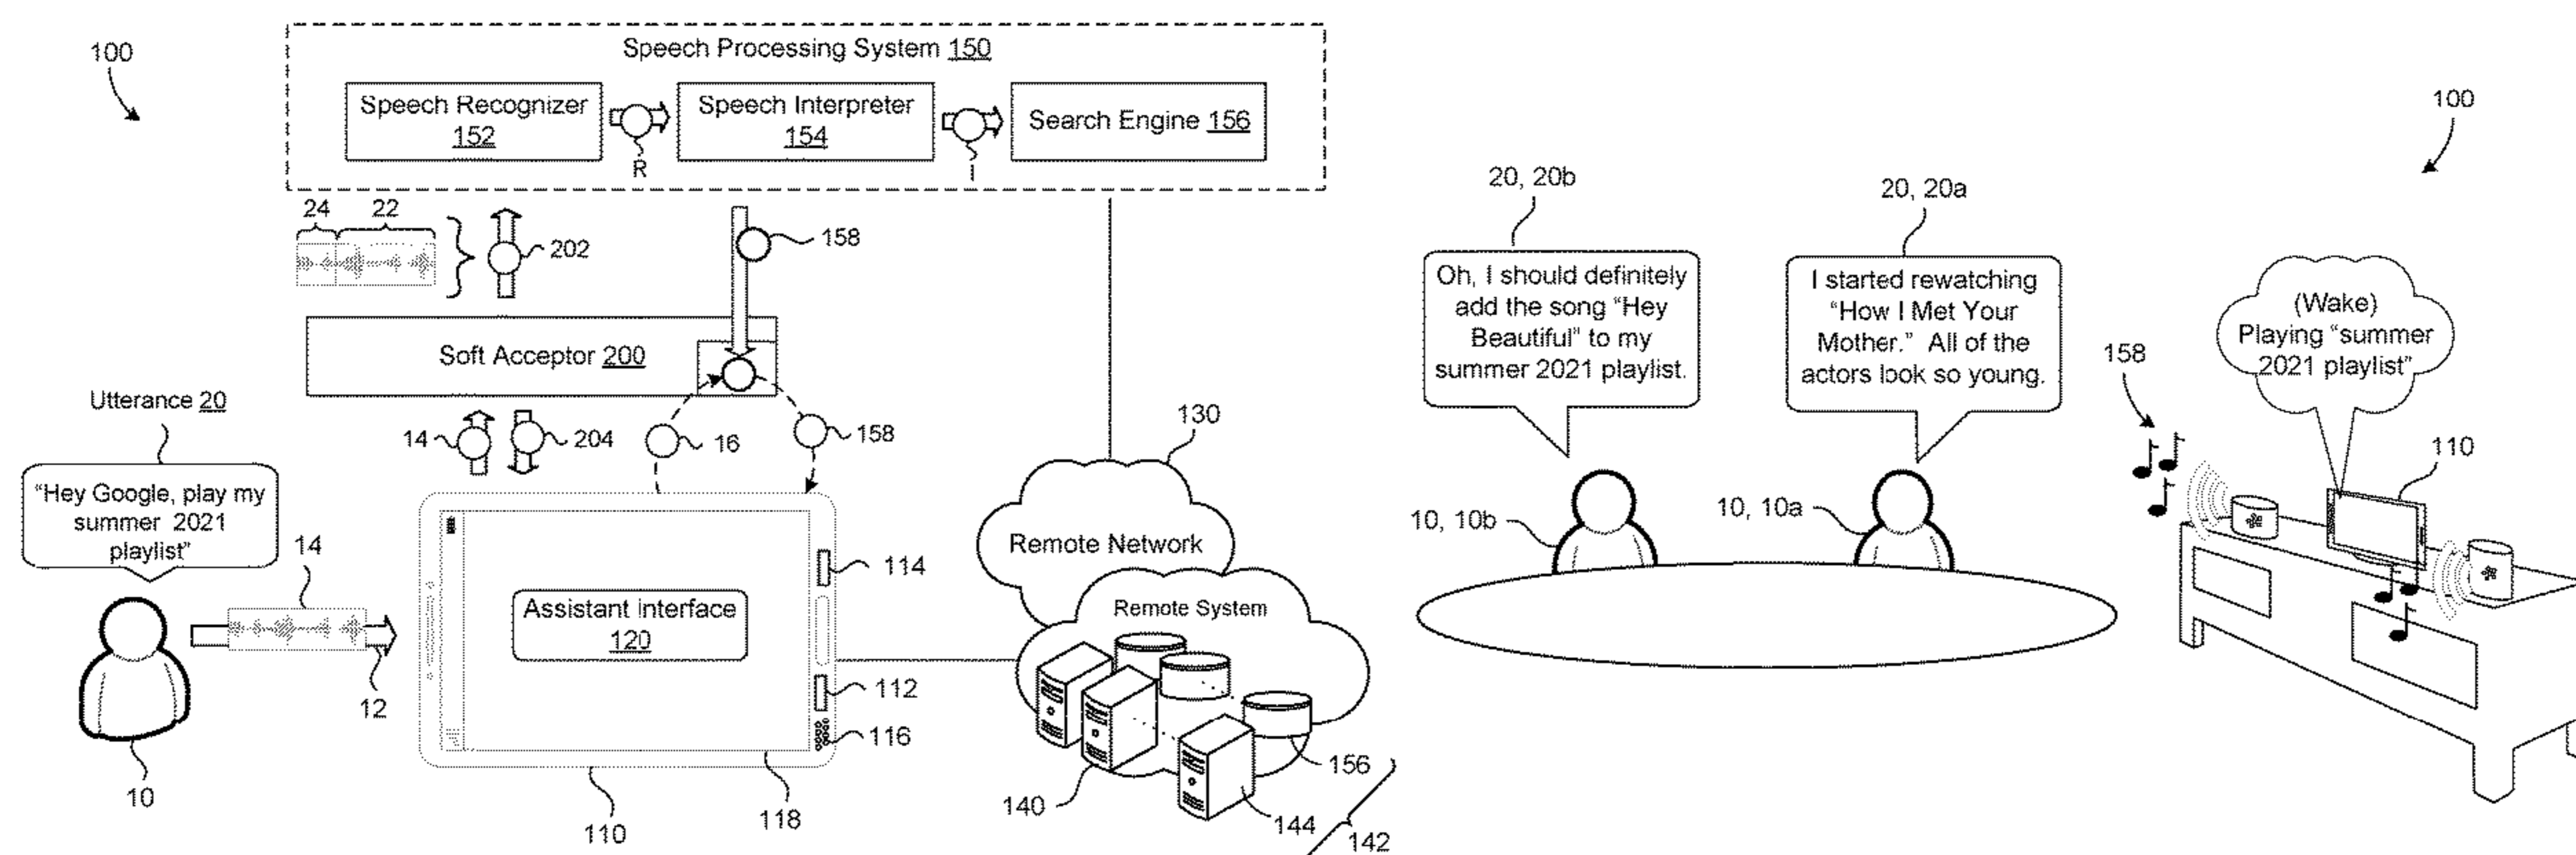 100
Speech Processing System 150
Speech Recognizer
152
R
Speech Interpreter
154
I
Search Engine 156
24
22
202
158
Soft Acceptor 200
14
204
16
158
Utterance 20
"Hey Google, play my
summer 2021
playlist"
14
12
10
Assistant Interface
120
114
112
116
118
110
130
Remote Network
Remote System
140
144
156
142
100
20, 20b
Oh, I should definitely
add the song "Hey
Beautiful" to my
summer 2021 playlist.
20, 20a
I started rewatching
"How I Met Your
Mother." All of the
actors look so young.
10, 10b
10, 10a
158
(Wake)
Playing "summer
2021 playlist"
110